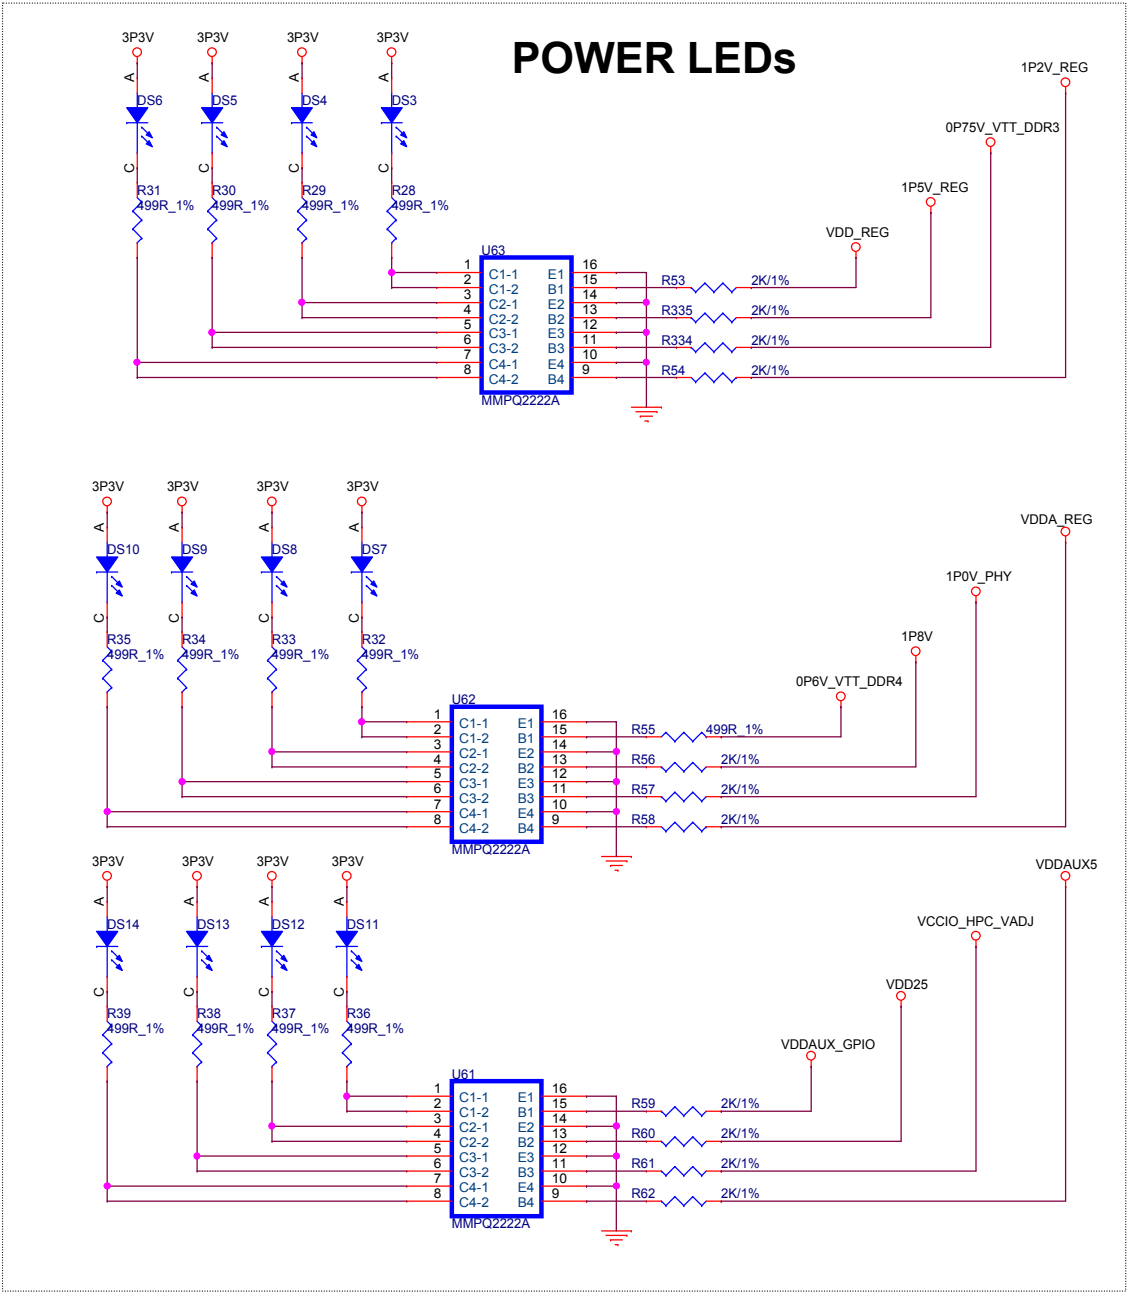 POWER LEDs
3P3V 3P3V 3P3V 3P3V
1P2V_REG
A A A A
DS6 DS5 DS4 DS3
0P75V_VTT_DDR3
C C C C
R31 R30 R29 R28
499R_1% 499R_1% 499R_1% 499R_1%
1P5V_REG
VDD_REG
U63
1 C1-1 E1 16
2 C1-2 B1 15 R53 2K/1%
3 C2-1 E2 14
4 C2-2 B2 13 R335 2K/1%
5 C3-1 E3 12
6 C3-2 B3 11 R334 2K/1%
7 C4-1 E4 10
8 C4-2 B4 9 R54 2K/1%
MMPQ2222A
3P3V 3P3V 3P3V 3P3V
VDDA_REG
A A A A
DS10 DS9 DS8 DS7
1P0V_PHY
C C C C
R35 R34 R33 R32
499R_1% 499R_1% 499R_1% 499R_1%
1P8V
0P6V_VTT_DDR4
U62
1 C1-1 E1 16
2 C1-2 B1 15 R55 499R_1%
3 C2-1 E2 14
4 C2-2 B2 13 R56 2K/1%
5 C3-1 E3 12
6 C3-2 B3 11 R57 2K/1%
7 C4-1 E4 10
8 C4-2 B4 9 R58 2K/1%
MMPQ2222A
3P3V 3P3V 3P3V 3P3V
VDDAUX5
A A A A
DS14 DS13 DS12 DS11
VCCIO_HPC_VADJ
C C C C
VDD25
R39 R38 R37 R36
499R_1% 499R_1% 499R_1% 499R_1%
VDDAUX_GPIO
U61
1 C1-1 E1 16
2 C1-2 B1 15 R59 2K/1%
3 C2-1 E2 14
4 C2-2 B2 13 R60 2K/1%
5 C3-1 E3 12
6 C3-2 B3 11 R61 2K/1%
7 C4-1 E4 10
8 C4-2 B4 9 R62 2K/1%
MMPQ2222A